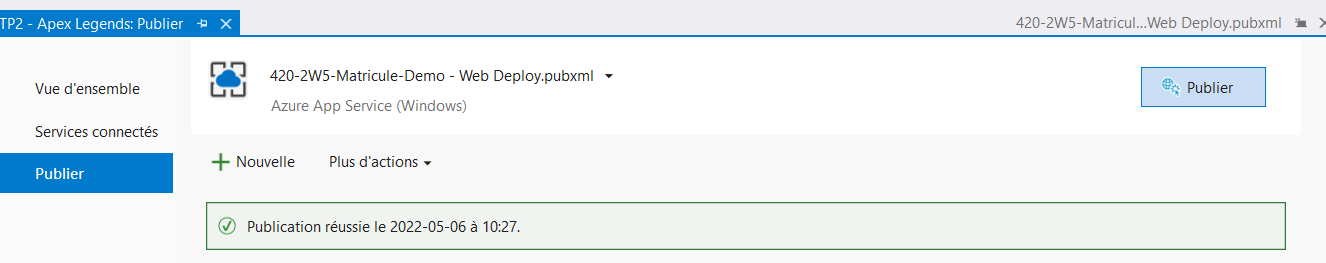 TP2 - Apex Legends: Publier
420-2W5-Matricul...Web Deploy.pubxml
Vue d'ensemble
Services connectés
Publier
420-2W5-Matricule-Demo - Web Deploy.pubxml
Azure App Service (Windows)
Publier
Nouvelle
Plus d'actions
Publication réussie le 2022-05-06 à 10:27.